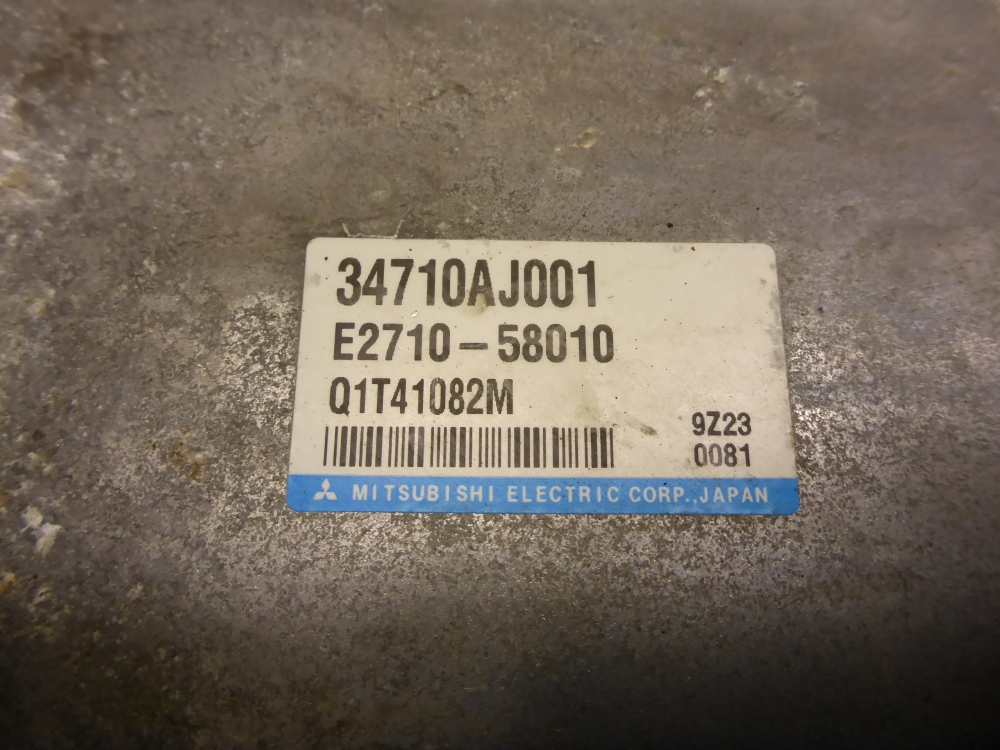 34710AJ001
E2710-58010
Q1T41082M
9Z23
0081
MITSUBISHI ELECTRIC CORP., JAPAN